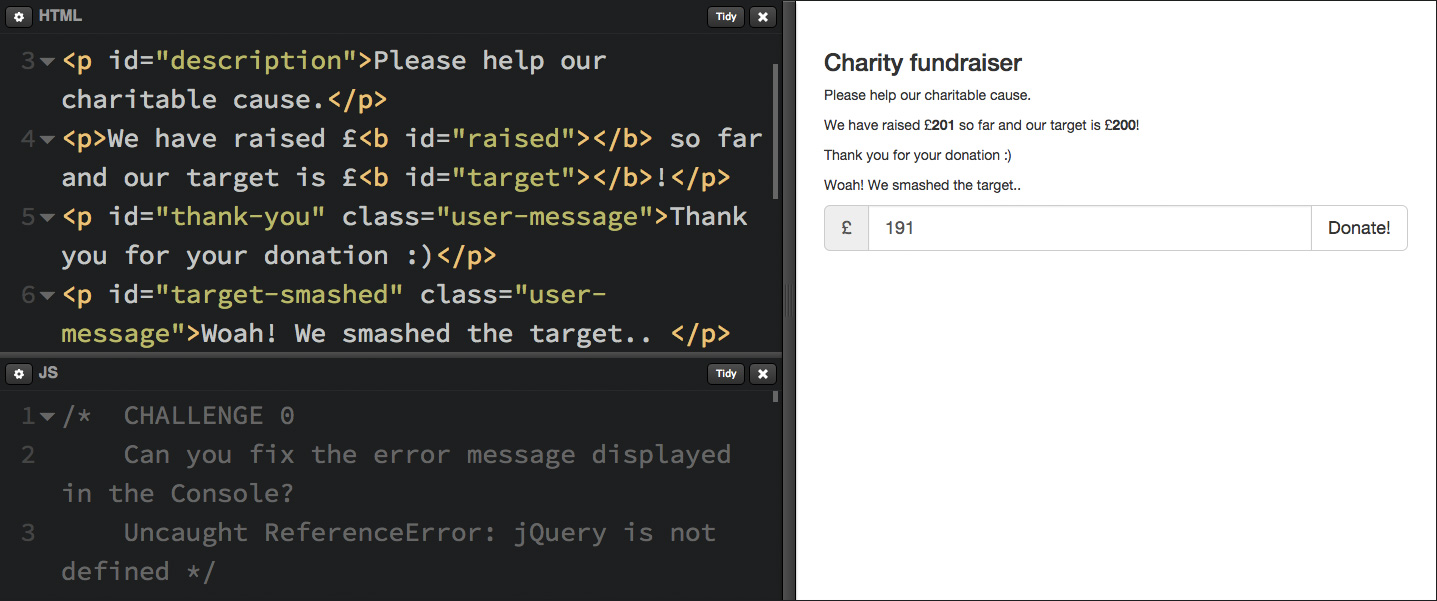 HTML
Tidy
3 <p id="description">Please help our
charitable cause.</p>
4 <p>We have raised £<b id="raised"></b> so far
and our target is £<b id="target"></b>!</p>
5 <p id="thank-you" class="user-message">Thank
you for your donation :)</p>
6 <p id="target-smashed" class="user-
message">Woah! We smashed the target.. </p>
JS
Tidy
1 /*  CHALLENGE 0
2 Can you fix the error message displayed
in the Console?
3 Uncaught ReferenceError: jQuery is not
defined */
Charity fundraiser
Please help our charitable cause.
We have raised £201 so far and our target is £200!
Thank you for your donation :)
Woah! We smashed the target..
£ 191 Donate!